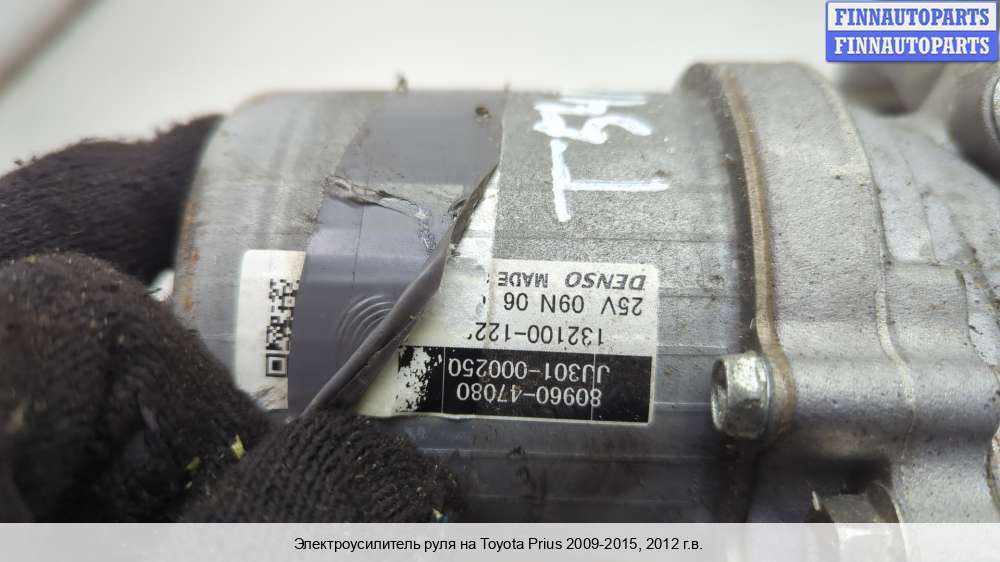 FINNAUTOPARTS
FINNAUTOPARTS
80960-47080
JJ301-000250
132100-122
25V 09N 06
DENSO MADE
Электроусилитель руля на Toyota Prius 2009-2015, 2012 г.в.